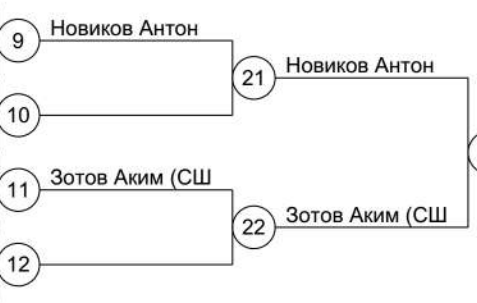 9 Новиков Антон
21 Новиков Антон
10
11 Зотов Аким (СШ
22 Зотов Аким (СШ
12